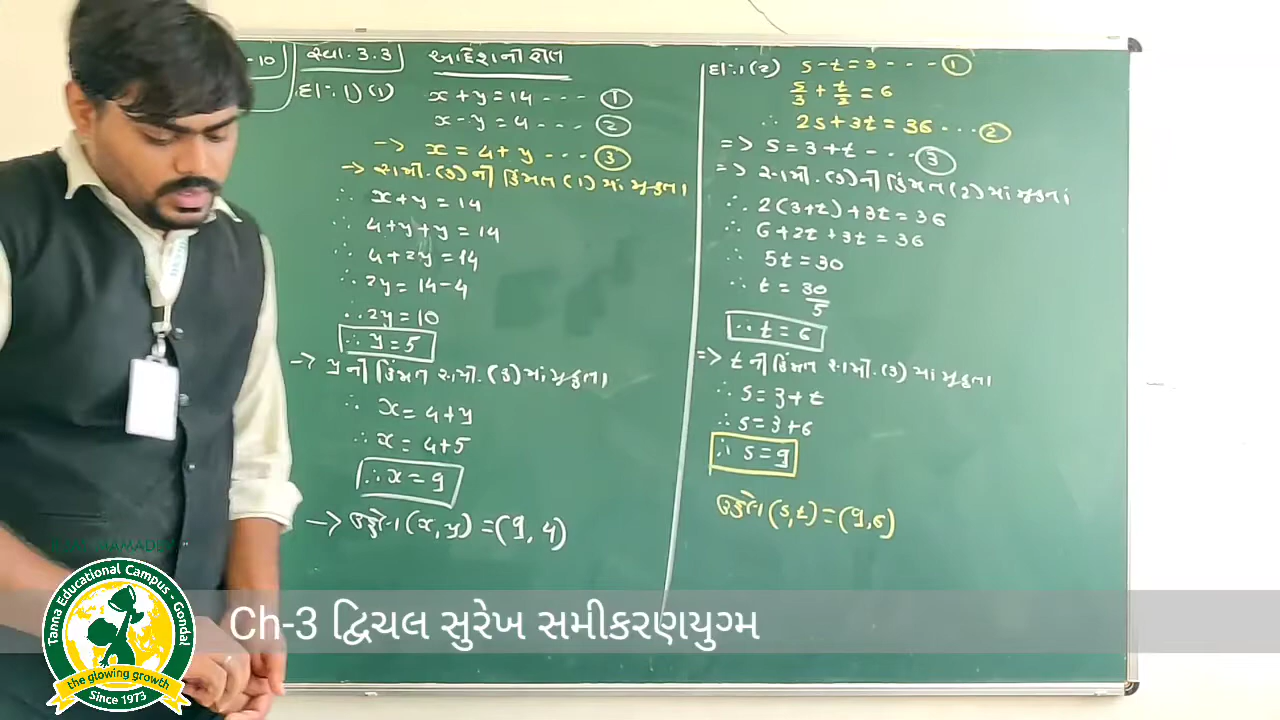 -10
સ્વા. 3.3
આદેશની રીત
દા.: 1) (1) x + y = 14 --- ①
x - y = 4 --- ②
-> x = 4 + y --- ③
-> સમી. (3) ની કિંમત (1) માં મૂકતા
∴ x + y = 14
∴ 4 + y + y = 14
∴ 4 + 2y = 14
∴ 2y = 14 - 4
∴ 2y = 10
∴ y = 5
-> y ની કિંમત સમી. (3) માં મૂકતા
∴ x = 4 + y
∴ x = 4 + 5
∴ x = 9
-> ઉકેલ (x, y) = (9, 4)
દા.: 1 (2) s - t = 3 --- ①
s/3 + t/2 = 6
∴ 2s + 3t = 36 --- ②
=> s = 3 + t --- ③
=> સમી. (3) ની કિંમત (2) માં મૂકતાં
∴ 2(3+t) + 3t = 36
∴ 6 + 2t + 3t = 36
∴ 5t = 30
∴ t = 30/5
∴ t = 6
=> t ની કિંમત સમી. (3) માં મૂકતા
∴ s = 3 + t
∴ s = 3 + 6
∴ s = 9
ઉકેલ (s, t) = (9, 6)
Ch-3 દ્વિચલ સુરેખ સમીકરણયુગ્મ
Tanna Educational Campus - Gondal
the glowing growth
Since 1973